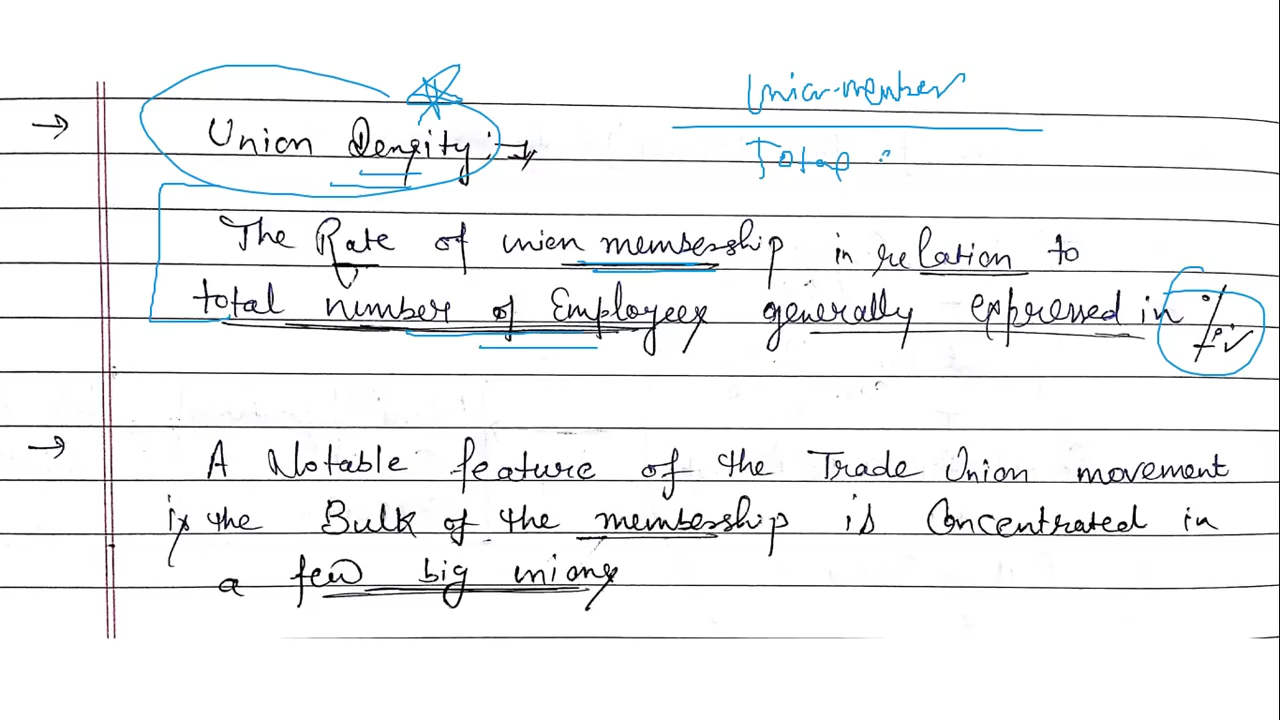 Union-member
→ Union Density :→
Total
The Rate of union membership in relation to
total number of Employees generally expressed in %
→ A Notable feature of the Trade Union movement
is the Bulk of the membership is Concentrated in
a few big unions